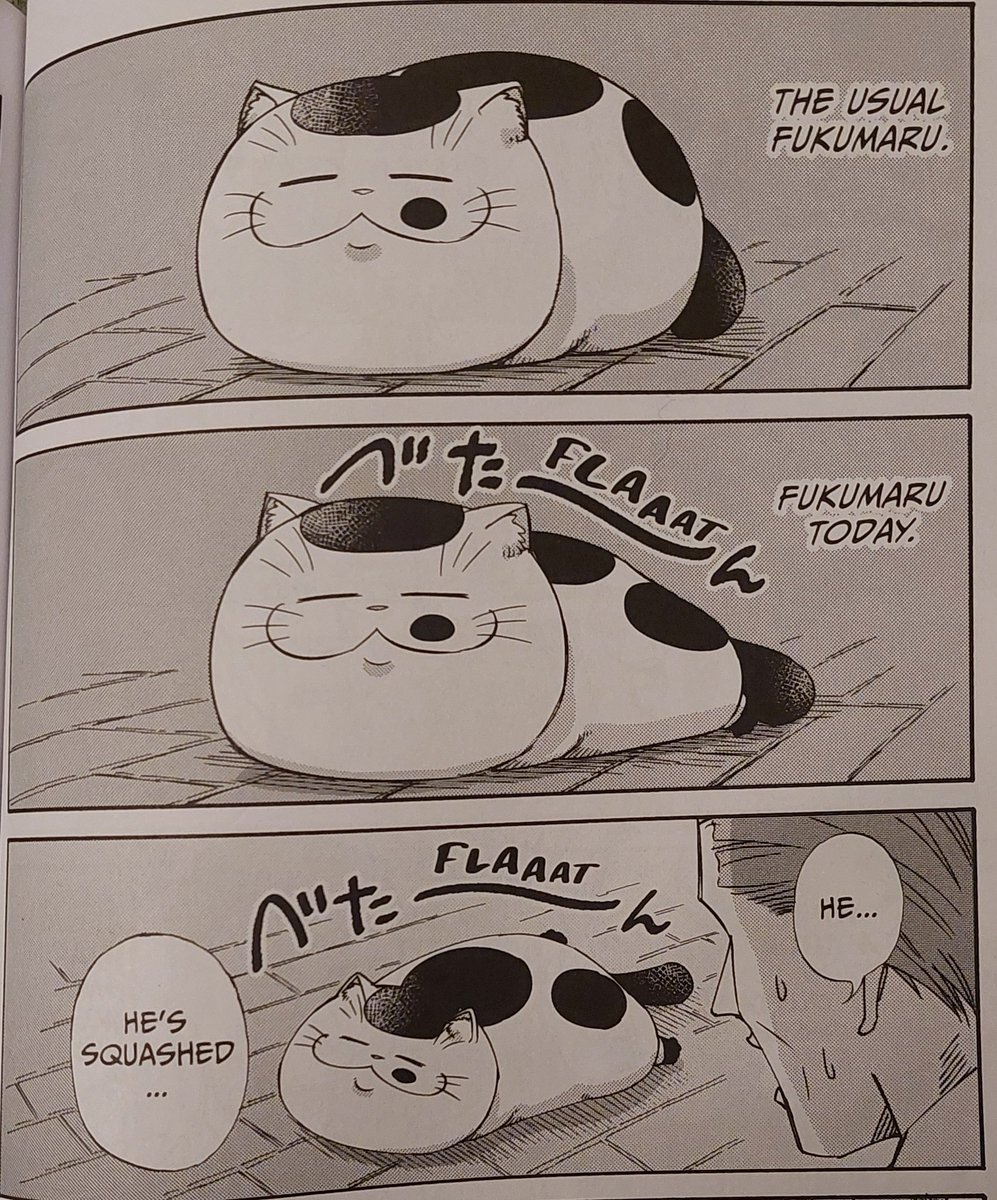 THE USUAL
FUKUMARU.
べた
FLAAAT
ん
FUKUMARU
TODAY.
べた
FLAAAT
ん
HE...
HE'S
SQUASHED
...